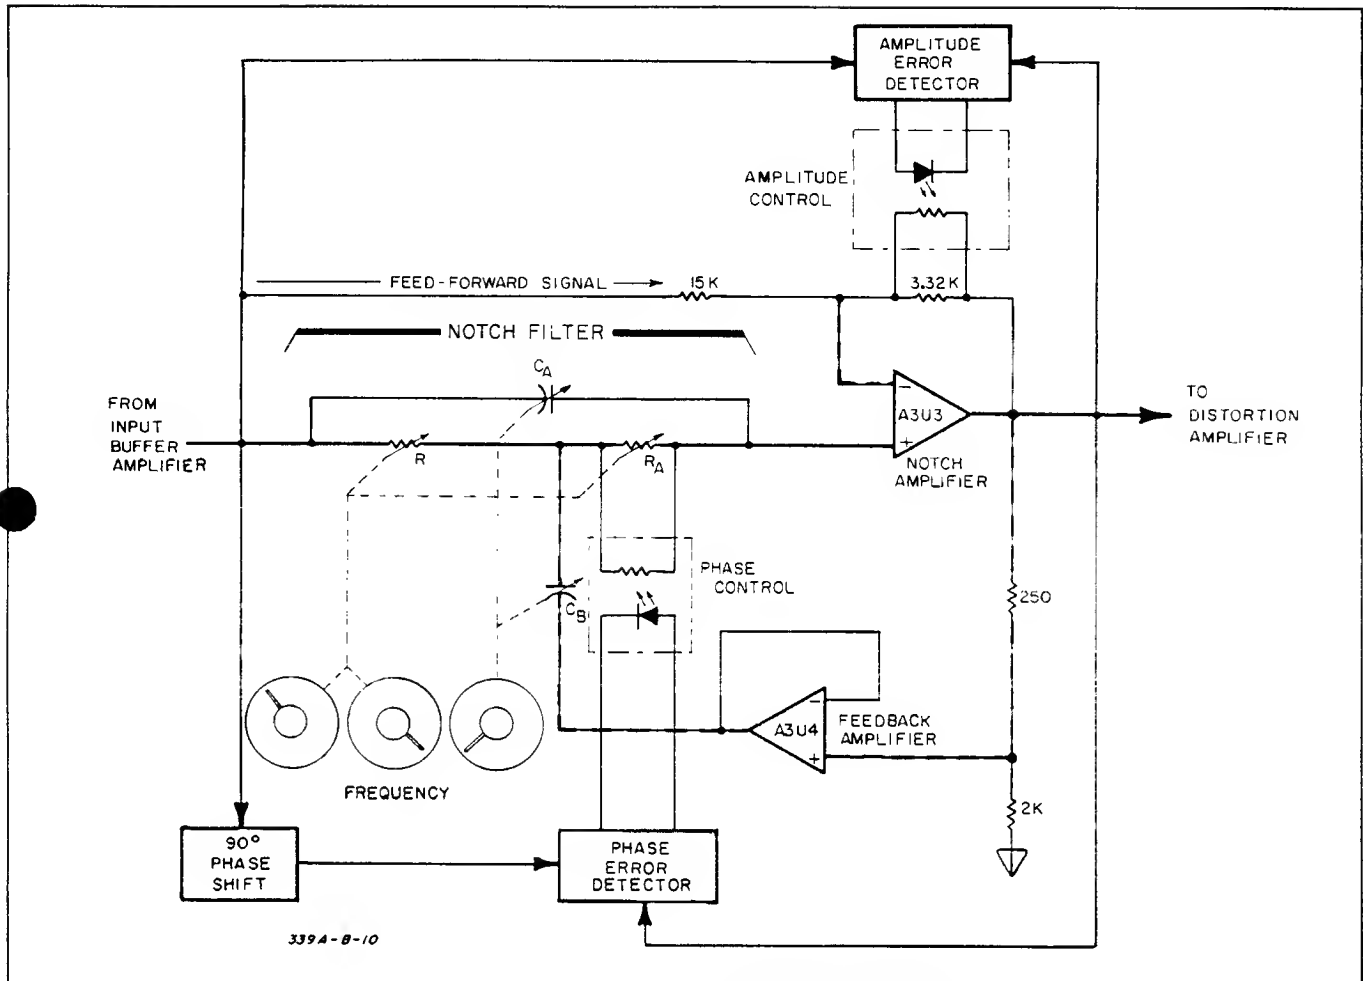 AMPLITUDE
ERROR
DETECTOR
AMPLITUDE
CONTROL
FEED-FORWARD SIGNAL
15K
3.32K
NOTCH FILTER
CA
FROM
INPUT
BUFFER
AMPLIFIER
R
RA
−
A3U3
+
NOTCH
AMPLIFIER
TO
DISTORTION
AMPLIFIER
PHASE
CONTROL
CB
250
−
A3U4
+
FEEDBACK
AMPLIFIER
FREQUENCY
2K
90°
PHASE
SHIFT
PHASE
ERROR
DETECTOR
339A-B-10